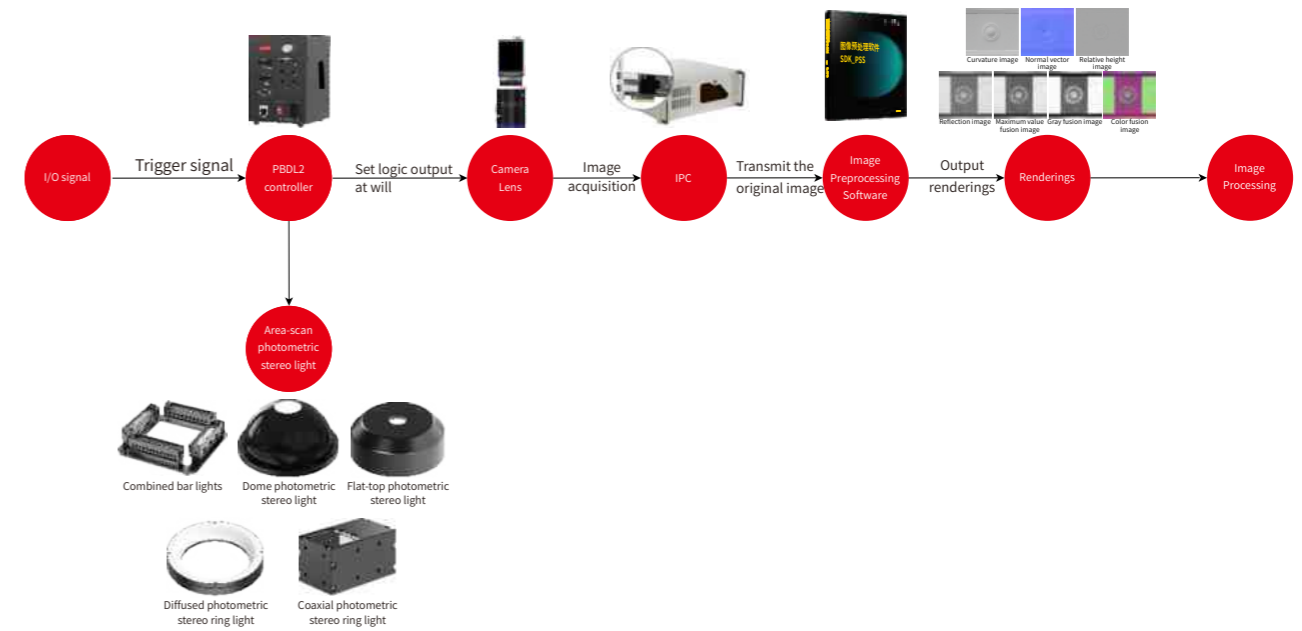 图像预处理软件
SDK_PSS
Curvature image
Normal vector
image
Relative height
image
Reflection image
Maximum value
fusion image
Gray fusion image
Color fusion
image
I/O signal
Trigger signal
PBDL2
controller
Set logic output
at will
Camera
Lens
Image
acquisition
IPC
Transmit the
original image
Image
Preprocessing
Software
Output
renderings
Renderings
Image
Processing
Area-scan
photometric
stereo light
Combined bar lights
Dome photometric
stereo light
Flat-top photometric
stereo light
Diffused photometric
stereo ring light
Coaxial photometric
stereo ring light